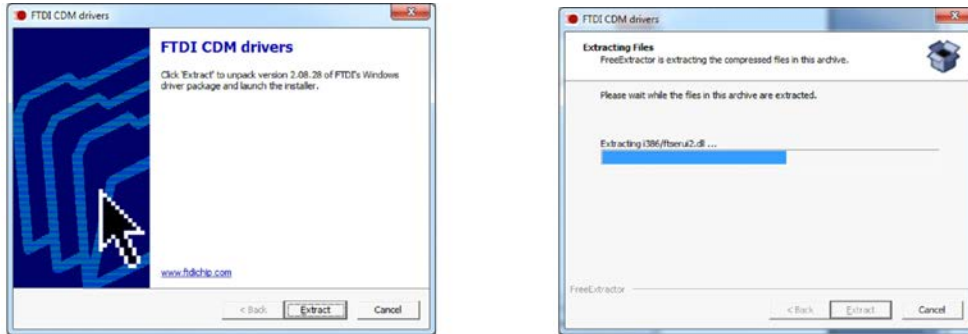 FTDI CDM drivers
FTDI CDM drivers
Click 'Extract' to unpack version 2.08.28 of FTDI's Windows
driver package and launch the installer.
www.ftdichip.com
< Back
Extract
Cancel
FTDI CDM drivers
Extracting Files
FreeExtractor is extracting the compressed files in this archive.
Please wait while the files in this archive are extracted.
Extracting i386/ftserui2.dll ...
FreeExtractor
< Back
Extract
Cancel